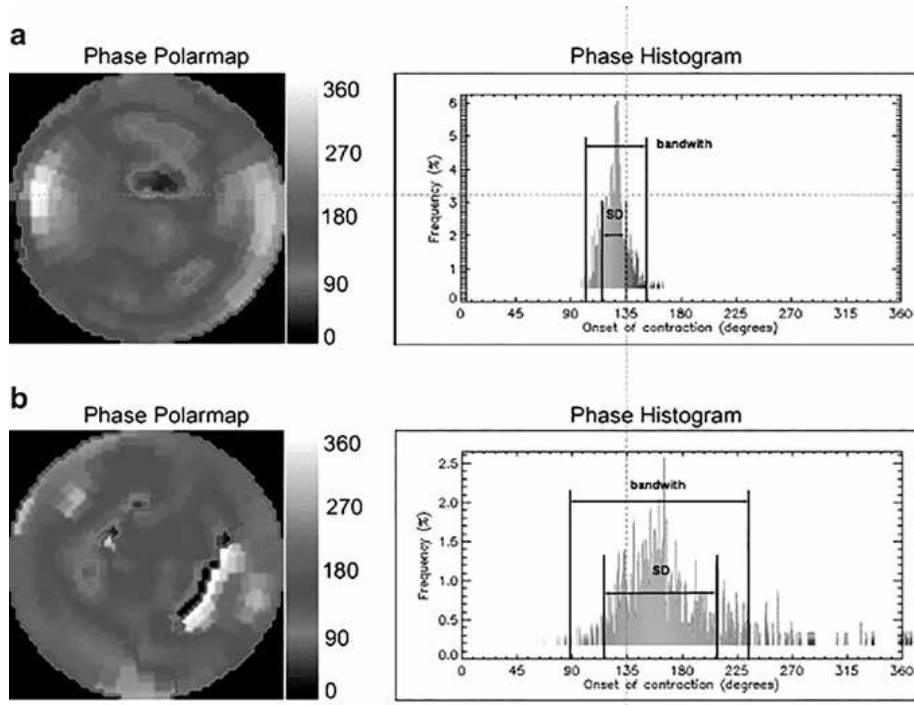 a
Phase Polarmap
360
270
180
90
0
Phase Histogram
6
5
4
3
2
1
0
Frequency (%)
bandwith
SD
0 45 90 135 180 225 270 315 360
Onset of contraction (degrees)
b
Phase Polarmap
360
270
180
90
0
Phase Histogram
2.5
2.0
1.5
1.0
0.5
0.0
Frequency (%)
bandwith
SD
0 45 90 135 180 225 270 315 360
Onset of contraction (degrees)